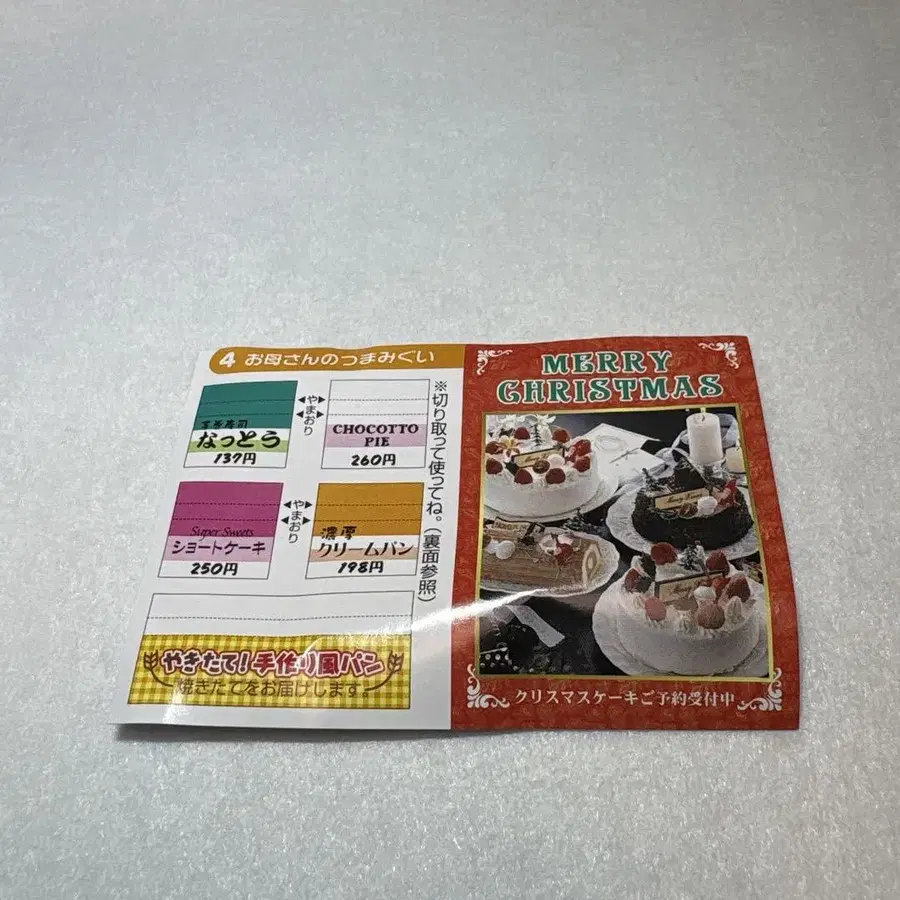 4 お母さんのつまみぐい
なっとう
137円
やまおり
CHOCOTTO
PIE
260円
※切り取って使ってね。(裏面参照)
Super Sweets
ショートケーキ
250円
やまおり
濃厚
クリームパン
198円
やきたて!手作り風パン
焼きたてをお届けします
MERRY
CHRISTMAS
クリスマスケーキご予約受付中